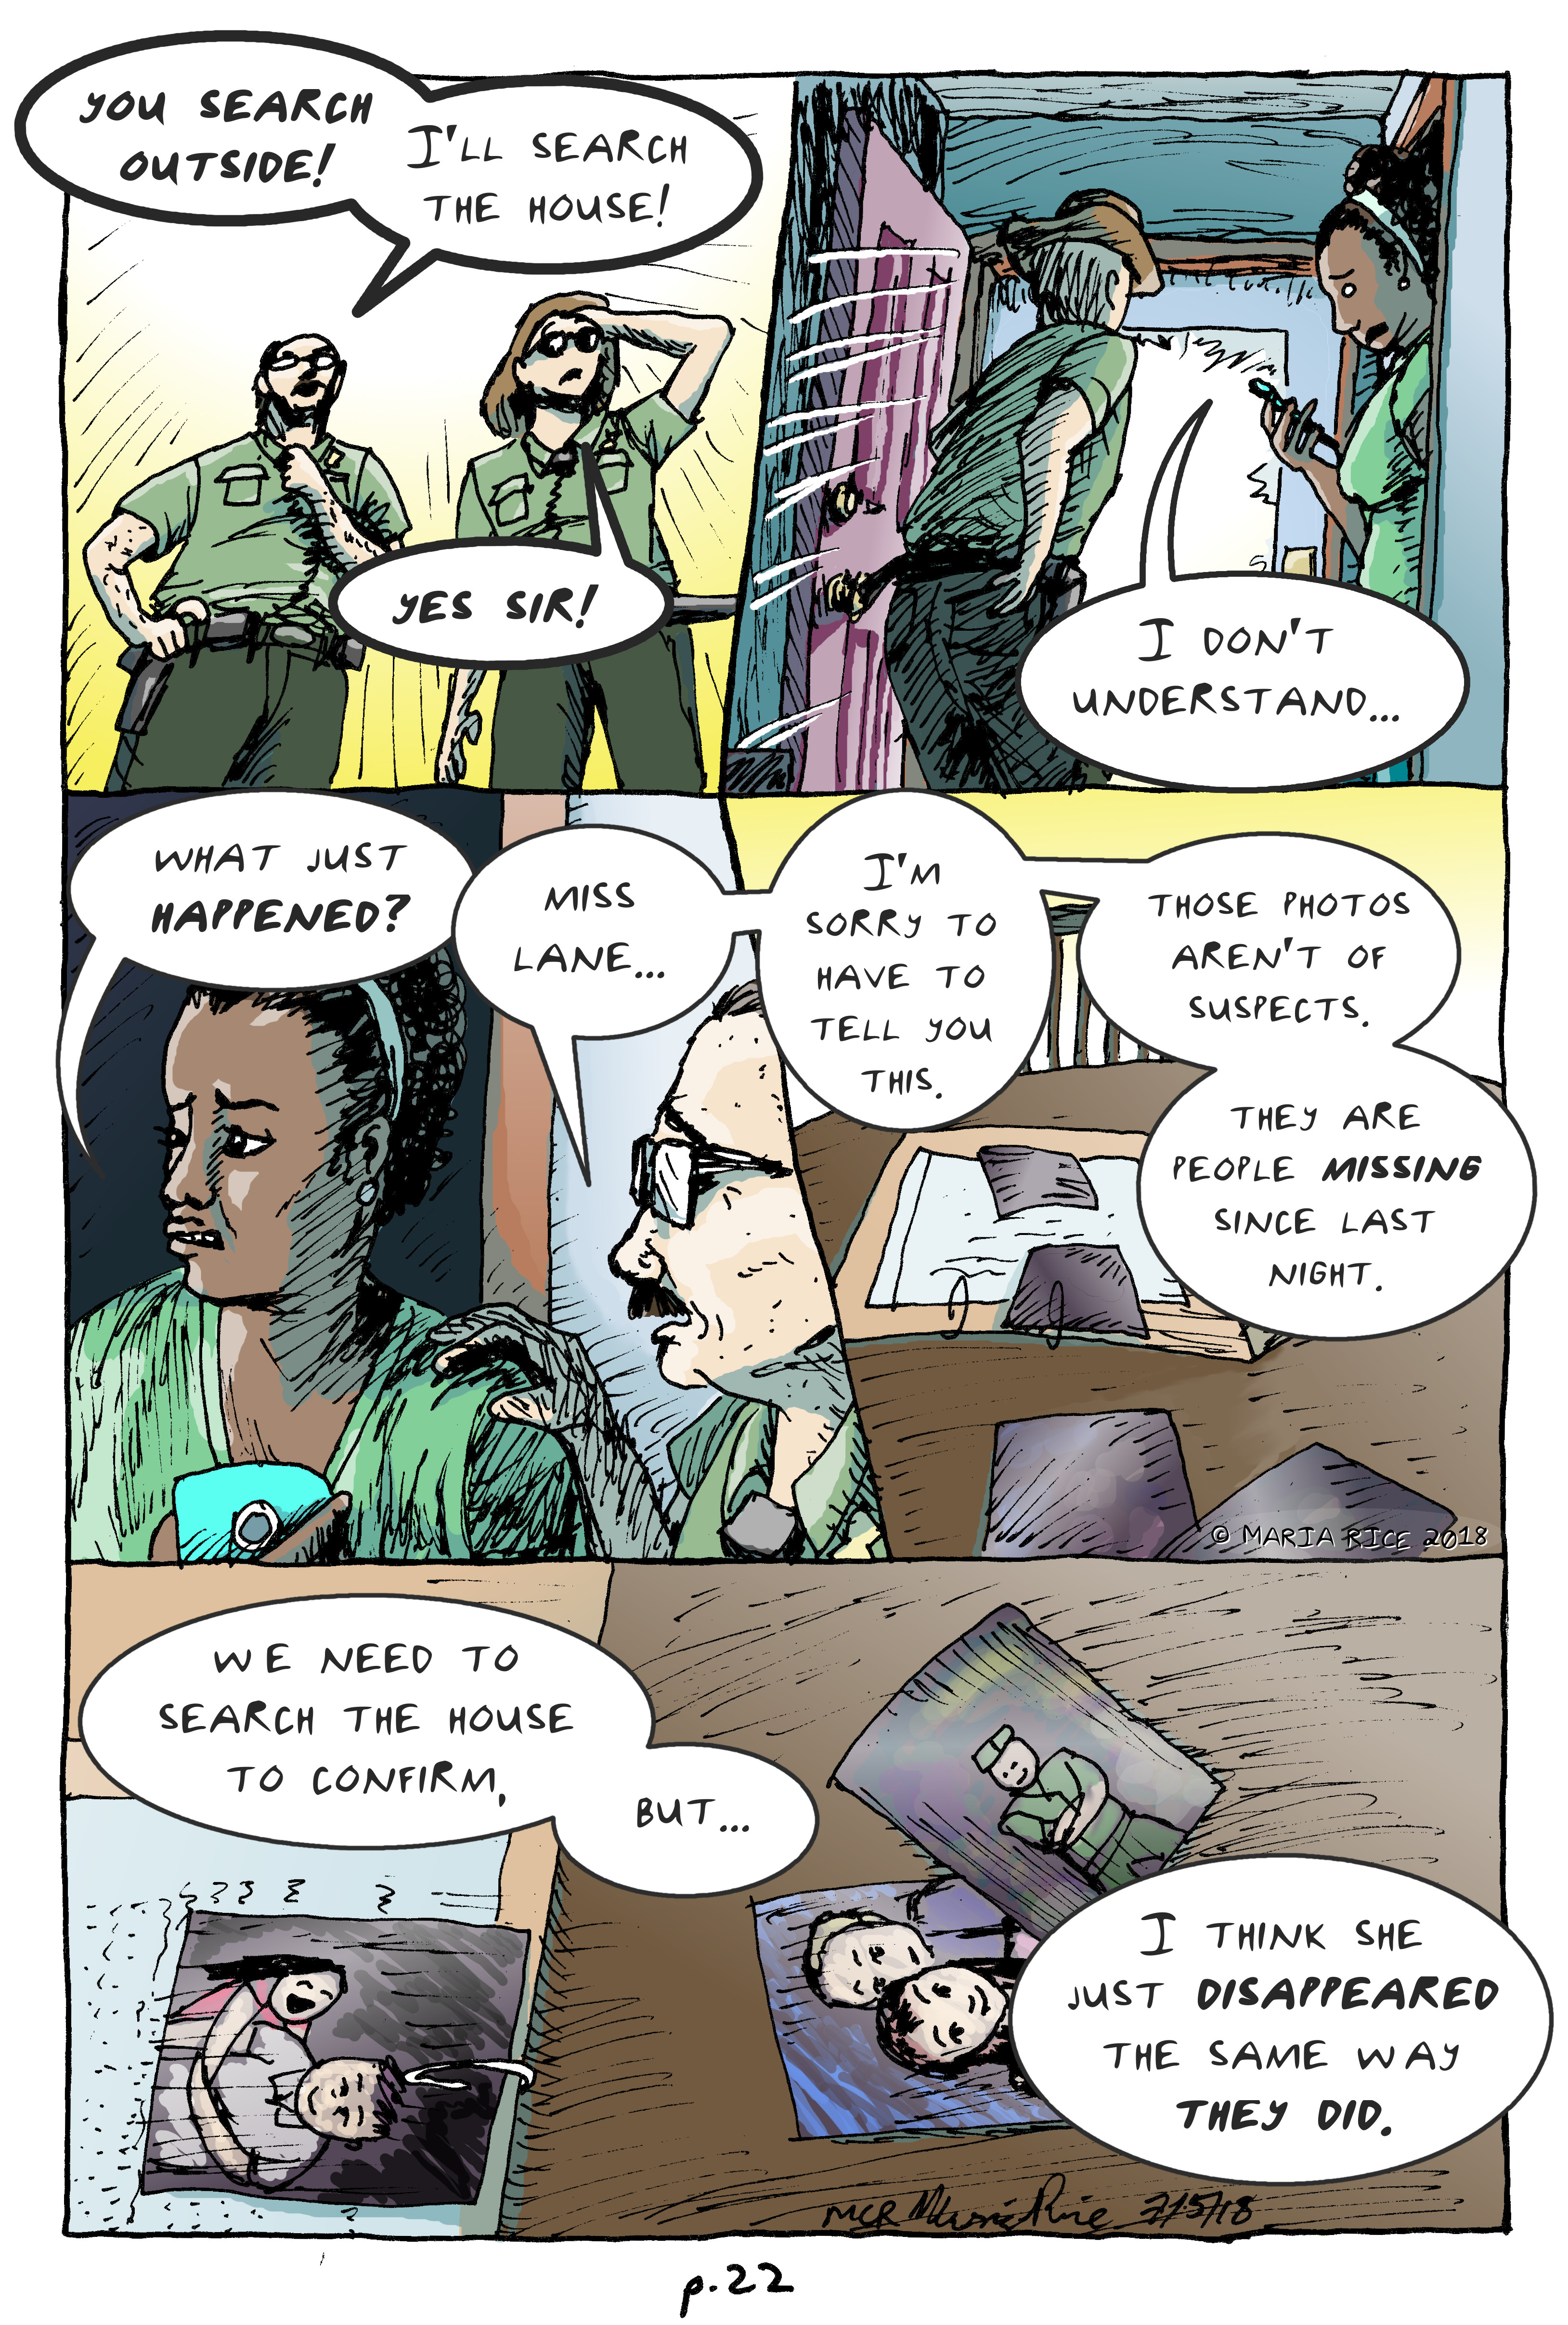 YOU SEARCH
OUTSIDE!
I'LL SEARCH
THE HOUSE!
YES SIR!
I DON'T
UNDERSTAND...
WHAT JUST
HAPPENED?
MISS
LANE...
I'M
SORRY TO
HAVE TO
TELL YOU
THIS.
THOSE PHOTOS
AREN'T OF
SUSPECTS.
THEY ARE
PEOPLE MISSING
SINCE LAST
NIGHT.
© MARIA RICE 2018
WE NEED TO
SEARCH THE HOUSE
TO CONFIRM,
BUT...
I THINK SHE
JUST DISAPPEARED
THE SAME WAY
THEY DID.
MCR
p.22